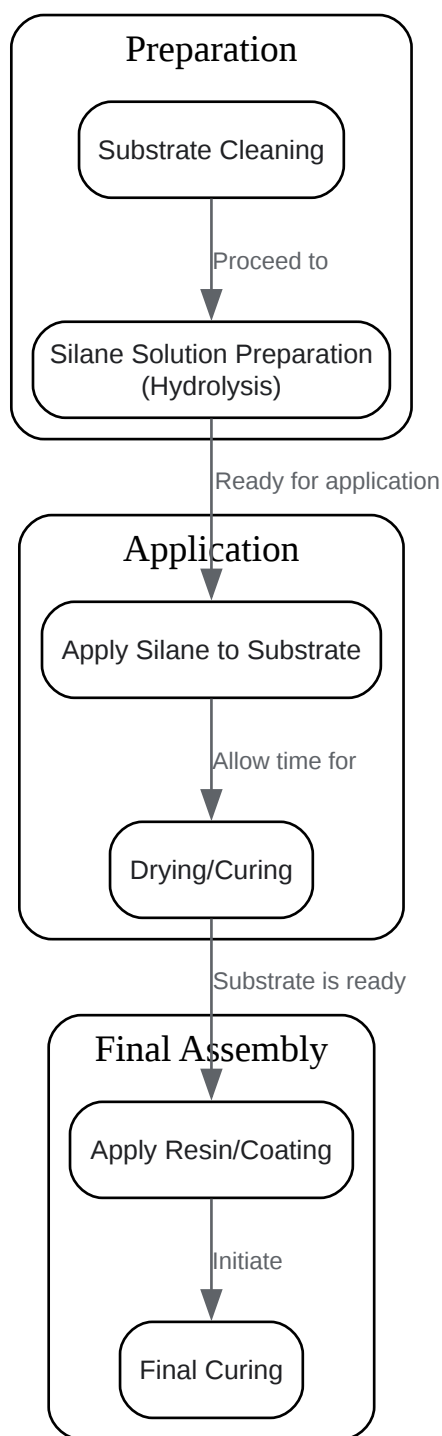 Preparation
Substrate Cleaning
Proceed to
Silane Solution Preparation
(Hydrolysis)
Ready for application
Application
Apply Silane to Substrate
Allow time for
Drying/Curing
Substrate is ready
Final Assembly
Apply Resin/Coating
Initiate
Final Curing